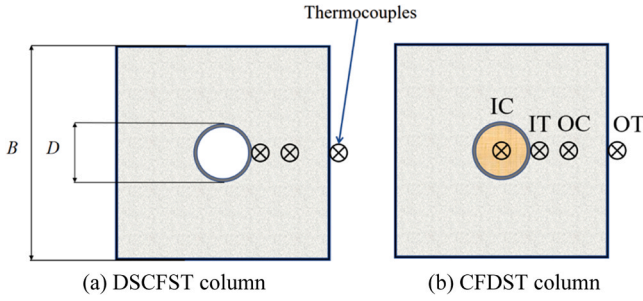 Thermocouples
B
D
IC
IT OC OT
(a) DSCFST column
(b) CFDST column